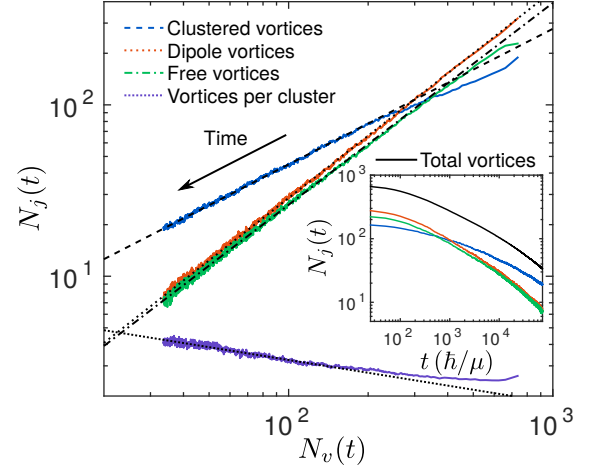 Clustered vortices
Dipole vortices
Free vortices
Vortices per cluster
Time
N_j(t)
10^2
10^1
10^2
10^3
N_v(t)
Total vortices
N_j(t)
10^3
10^2
10^1
10^2
10^3
10^4
t (ħ/μ)